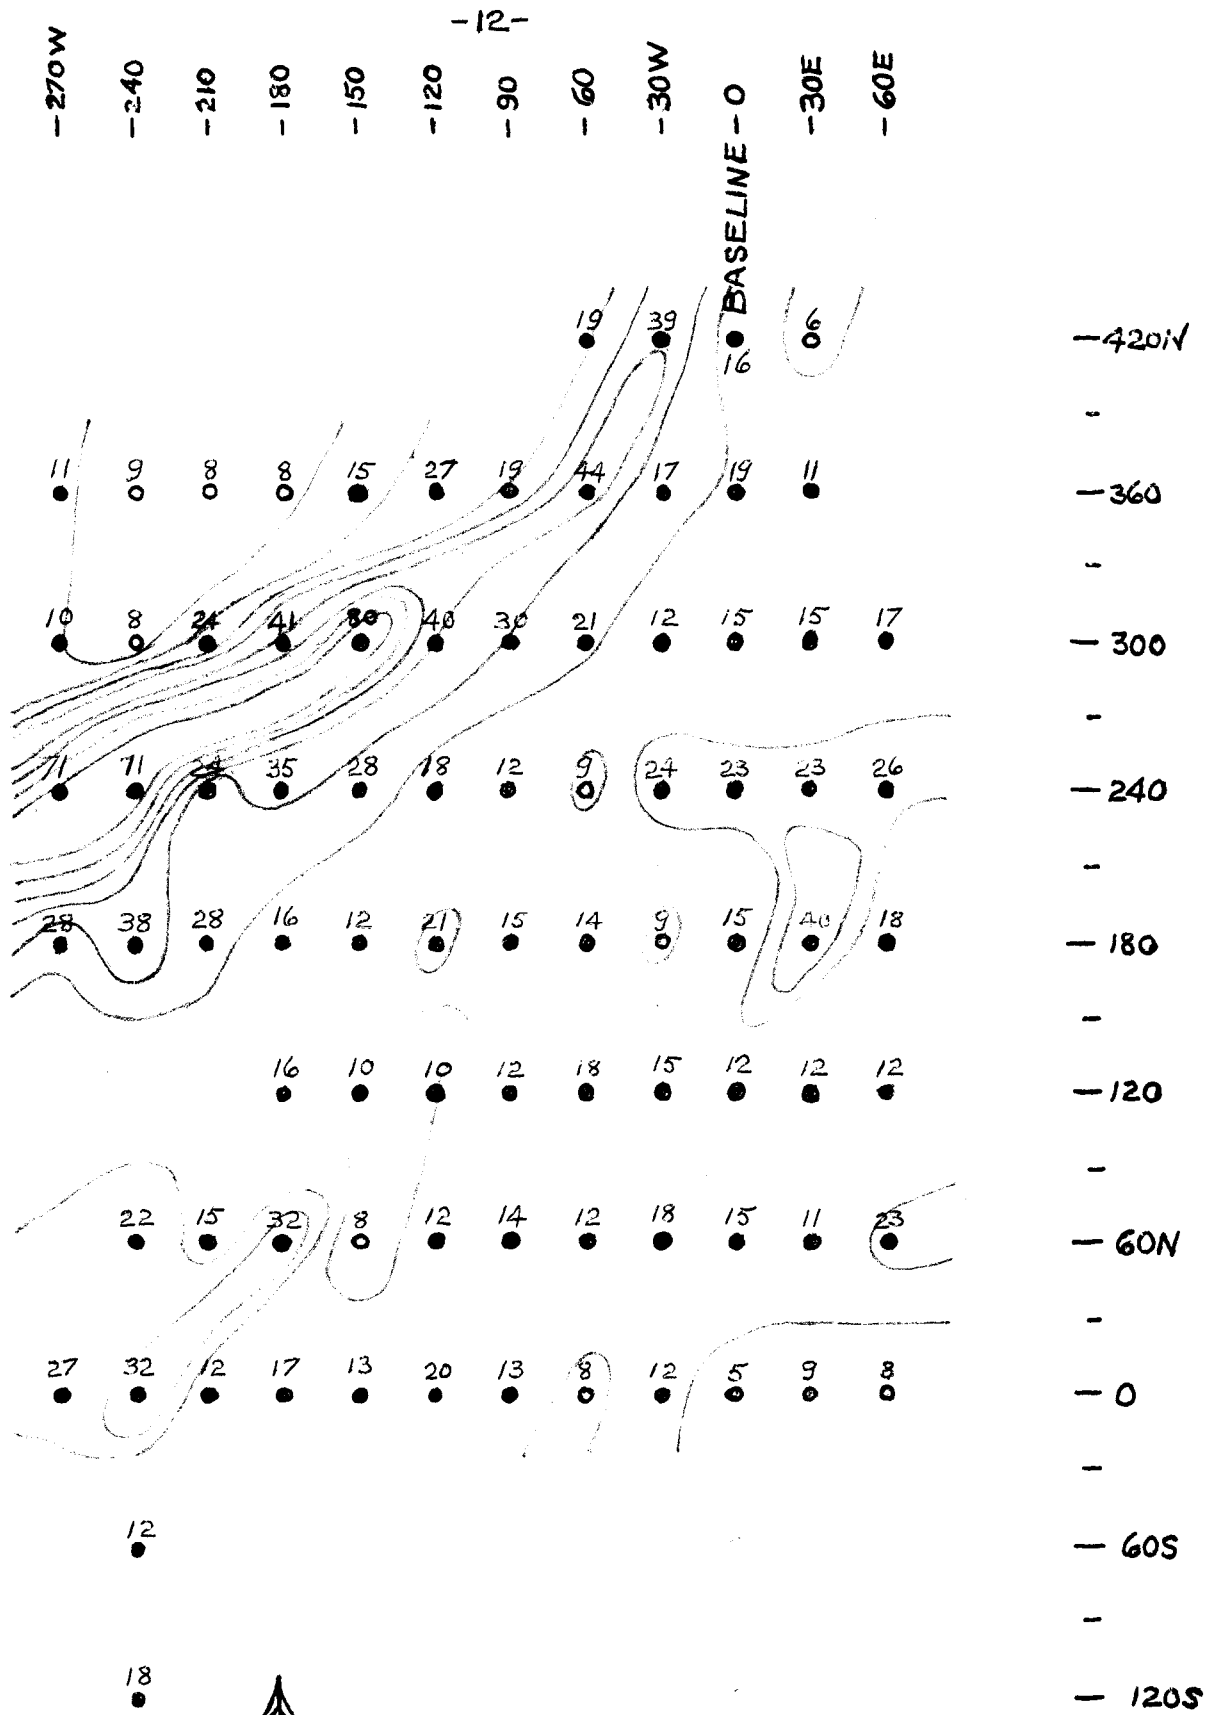 -12-
-270W -240 -210 -180 -150 -120 -90 -60 -30W BASELINE-0 -30E -60E
19 39 16 6 -420N
11 9 8 8 15 27 19 44 17 19 11 -360
10 8 24 41 80 40 30 21 12 15 15 17 -300
71 71 24 35 28 18 12 9 24 23 23 26 -240
28 38 28 16 12 21 15 14 9 15 40 18 -180
16 10 10 12 18 15 12 12 12 -120
22 15 32 8 12 14 12 18 15 11 23 -60N
27 32 12 17 13 20 13 8 12 5 9 8 -0
12 -60S
18 -120S